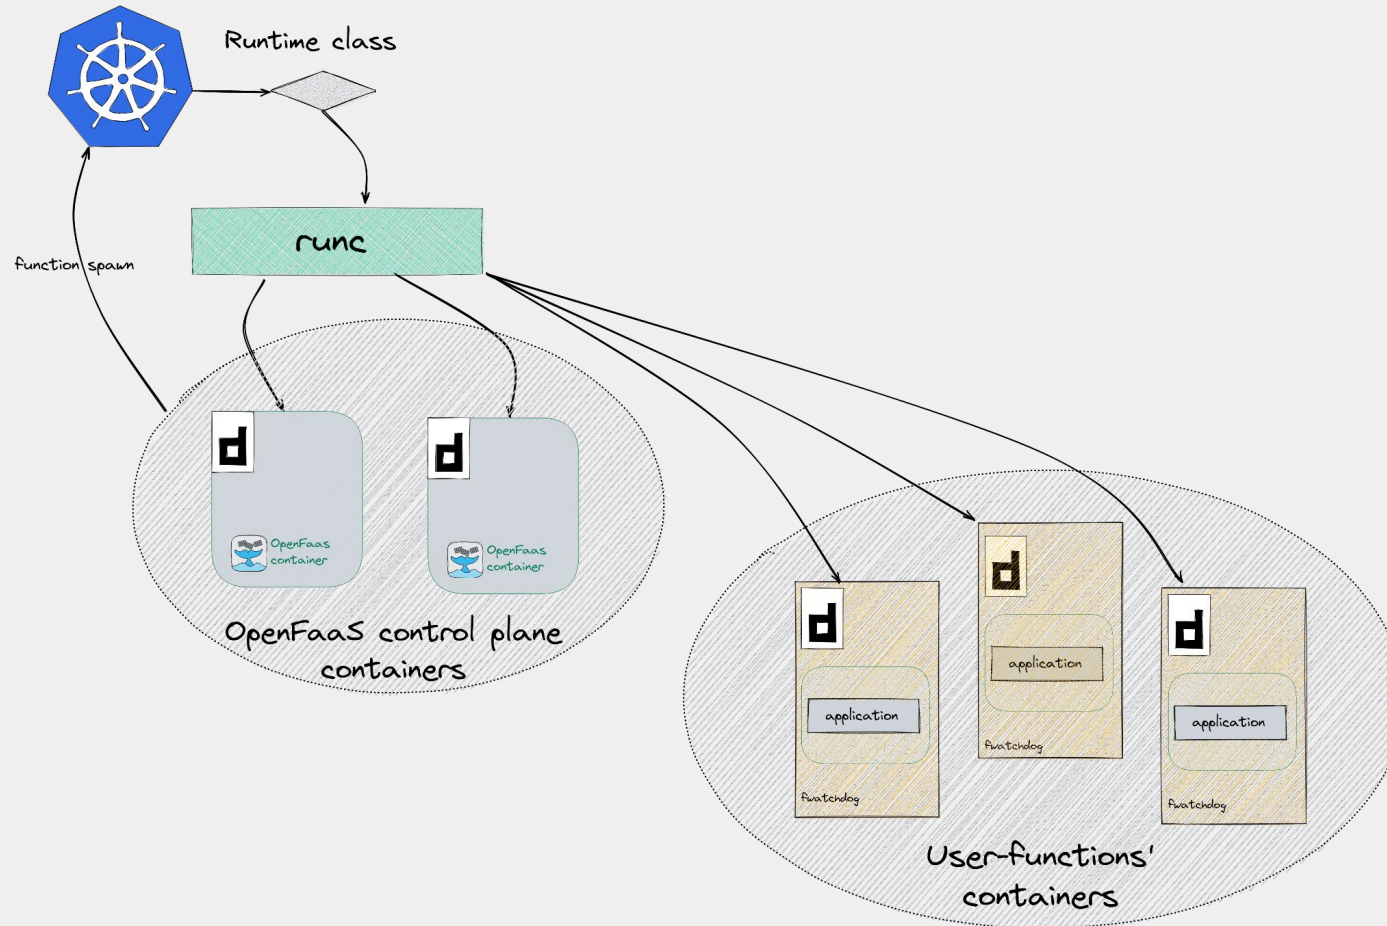 Runtime class
runc
function spawn
OpenFaas
container
OpenFaas
container
OpenFaaS control plane
containers
application
fwatchdog
application
fwatchdog
application
fwatchdog
User-functions'
containers